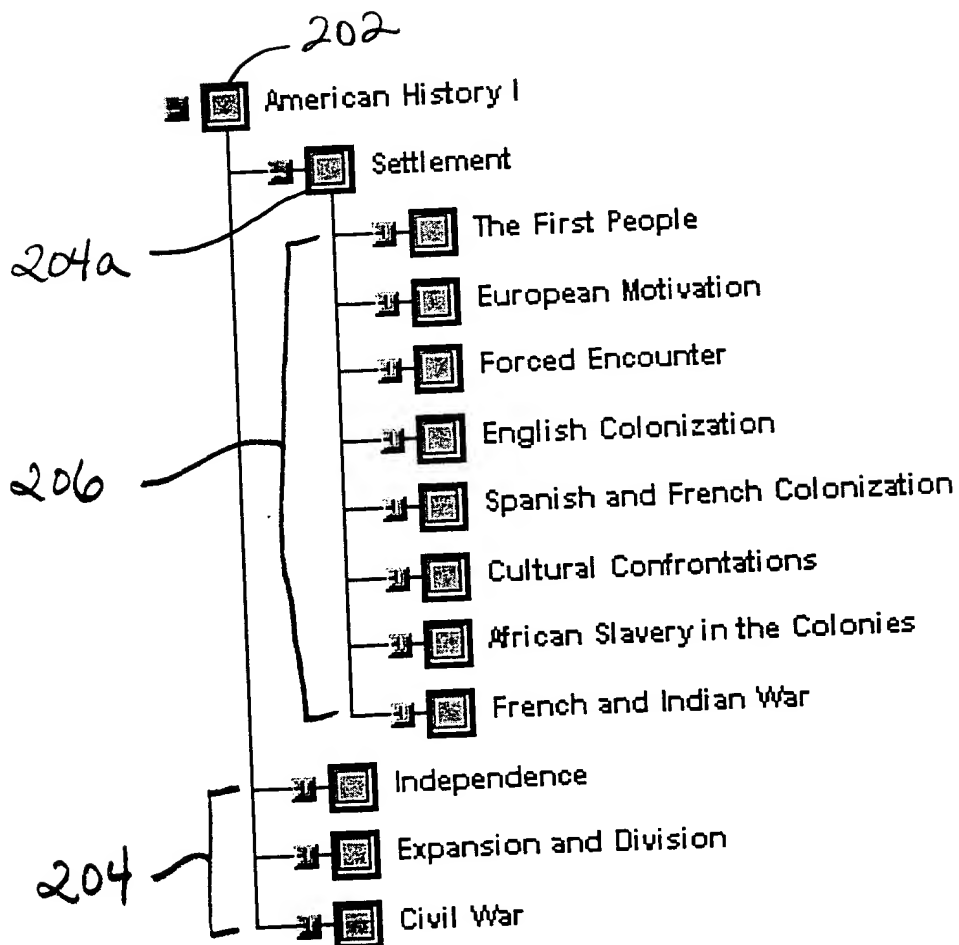 202
American History I
Settlement
204a
The First People
European Motivation
Forced Encounter
English Colonization
206
Spanish and French Colonization
Cultural Confrontations
African Slavery in the Colonies
French and Indian War
Independence
204
Expansion and Division
Civil War